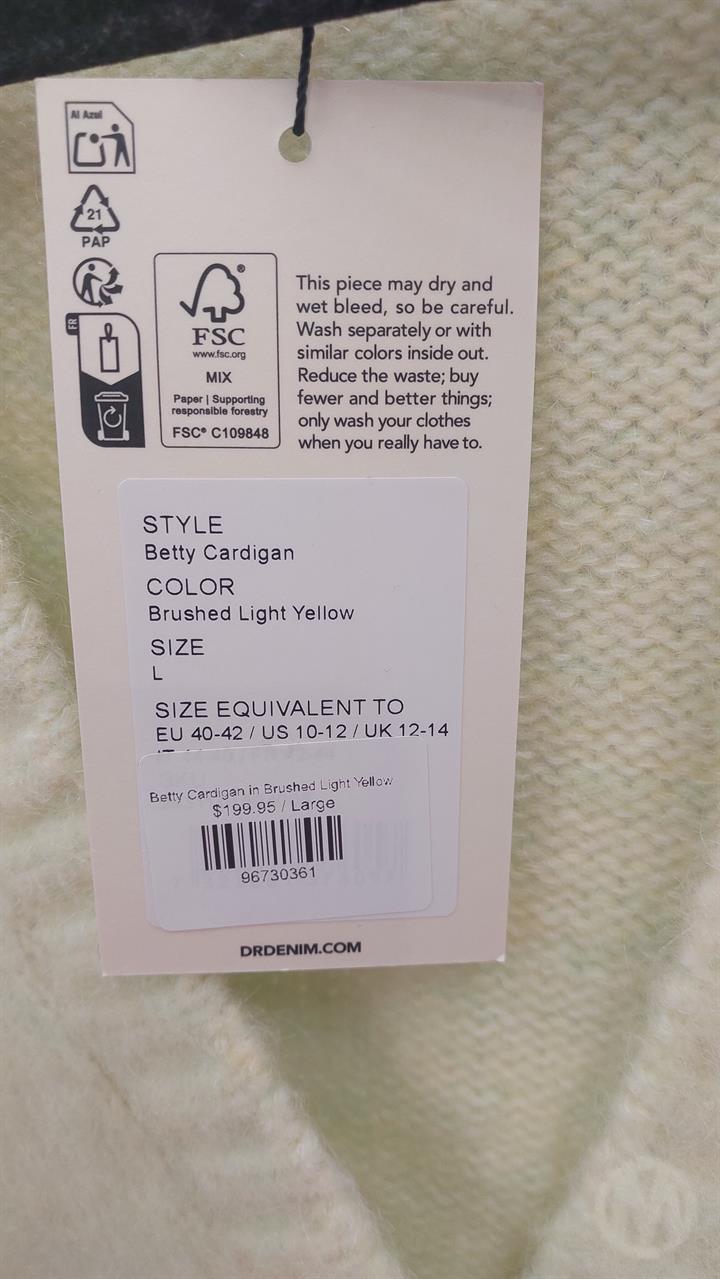 Al Azul
21
PAP
FR
FSC®
www.fsc.org
MIX
Paper | Supporting
responsible forestry
FSC® C109848
This piece may dry and
wet bleed, so be careful.
Wash separately or with
similar colors inside out.
Reduce the waste; buy
fewer and better things;
only wash your clothes
when you really have to.
STYLE
Betty Cardigan
COLOR
Brushed Light Yellow
SIZE
L
SIZE EQUIVALENT TO
EU 40-42 / US 10-12 / UK 12-14
Betty Cardigan in Brushed Light Yellow
$199.95 / Large
96730361
DRDENIM.COM
M